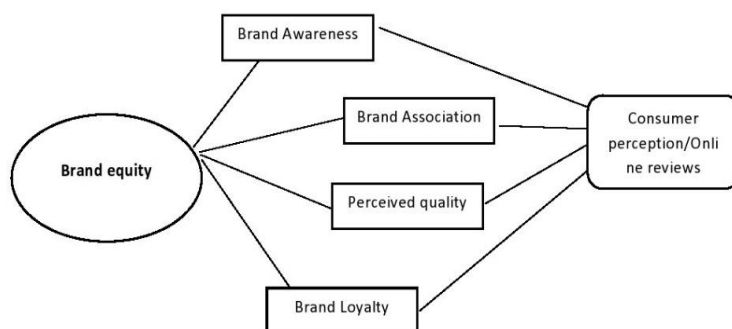 Brand Awareness
Brand Association
Consumer
perception/Onli
ne reviews
Brand equity
Perceived quality
Brand Loyalty